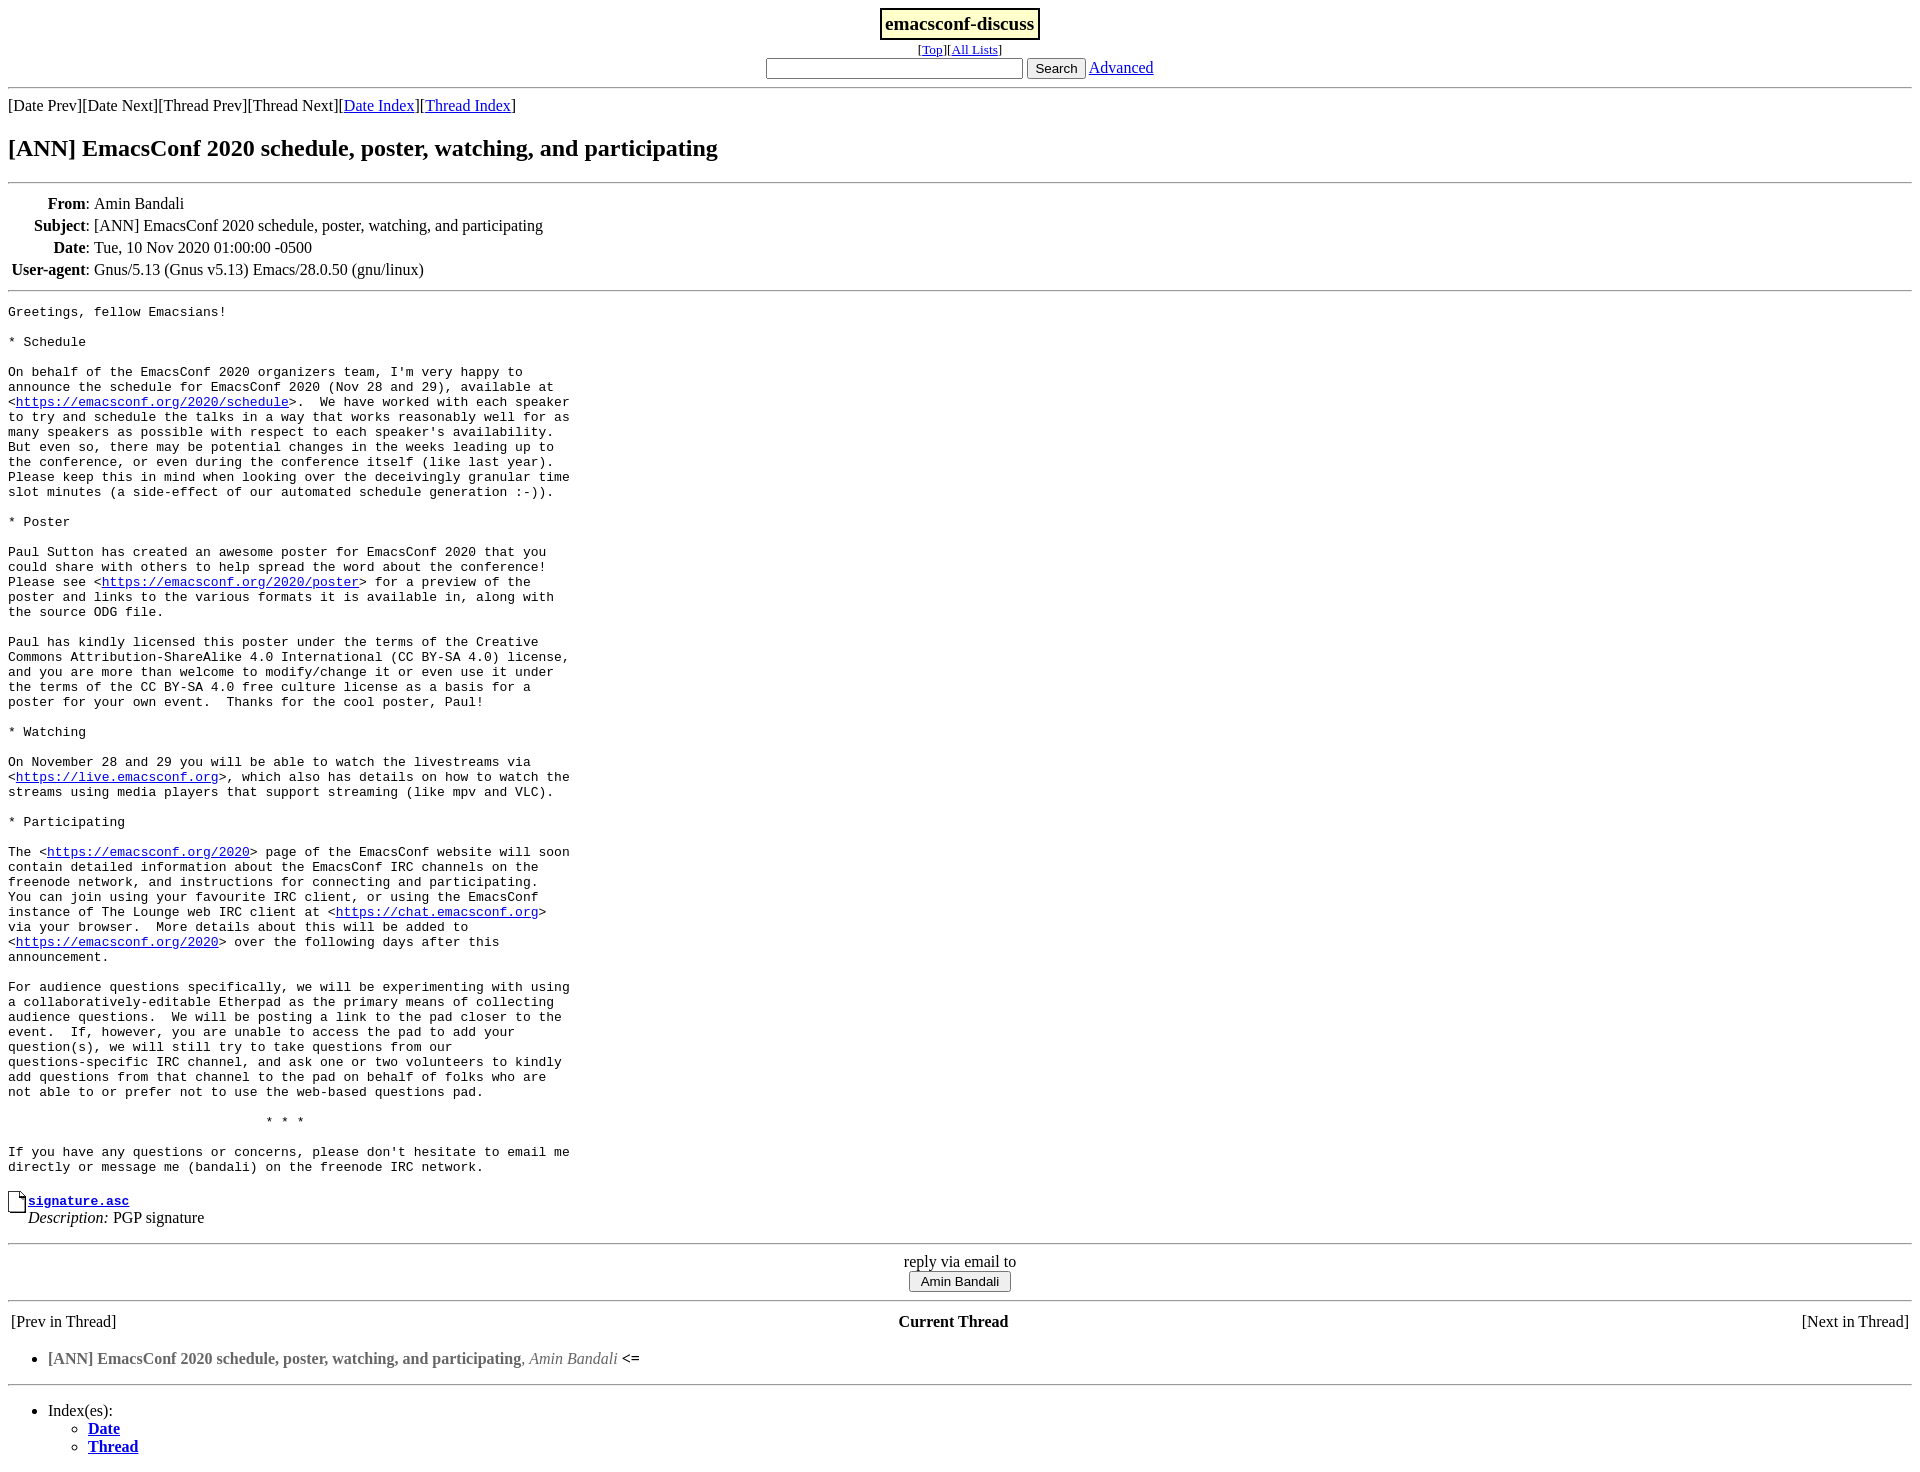 emacsconf-discuss
[Top][All Lists]
Search Advanced
[Date Prev][Date Next][Thread Prev][Thread Next][Date Index][Thread Index]
[ANN] EmacsConf 2020 schedule, poster, watching, and participating
From: Amin Bandali
Subject: [ANN] EmacsConf 2020 schedule, poster, watching, and participating
Date: Tue, 10 Nov 2020 01:00:00 -0500
User-agent: Gnus/5.13 (Gnus v5.13) Emacs/28.0.50 (gnu/linux)
Greetings, fellow Emacsians!
* Schedule
On behalf of the EmacsConf 2020 organizers team, I'm very happy to
announce the schedule for EmacsConf 2020 (Nov 28 and 29), available at
<https://emacsconf.org/2020/schedule>.  We have worked with each speaker
to try and schedule the talks in a way that works reasonably well for as
many speakers as possible with respect to each speaker's availability.
But even so, there may be potential changes in the weeks leading up to
the conference, or even during the conference itself (like last year).
Please keep this in mind when looking over the deceivingly granular time
slot minutes (a side-effect of our automated schedule generation :-)).
* Poster
Paul Sutton has created an awesome poster for EmacsConf 2020 that you
could share with others to help spread the word about the conference!
Please see <https://emacsconf.org/2020/poster> for a preview of the
poster and links to the various formats it is available in, along with
the source ODG file.
Paul has kindly licensed this poster under the terms of the Creative
Commons Attribution-ShareAlike 4.0 International (CC BY-SA 4.0) license,
and you are more than welcome to modify/change it or even use it under
the terms of the CC BY-SA 4.0 free culture license as a basis for a
poster for your own event.  Thanks for the cool poster, Paul!
* Watching
On November 28 and 29 you will be able to watch the livestreams via
<https://live.emacsconf.org>, which also has details on how to watch the
streams using media players that support streaming (like mpv and VLC).
* Participating
The <https://emacsconf.org/2020> page of the EmacsConf website will soon
contain detailed information about the EmacsConf IRC channels on the
freenode network, and instructions for connecting and participating.
You can join using your favourite IRC client, or using the EmacsConf
instance of The Lounge web IRC client at <https://chat.emacsconf.org>
via your browser.  More details about this will be added to
<https://emacsconf.org/2020> over the following days after this
announcement.
For audience questions specifically, we will be experimenting with using
a collaboratively-editable Etherpad as the primary means of collecting
audience questions.  We will be posting a link to the pad closer to the
event.  If, however, you are unable to access the pad to add your
question(s), we will still try to take questions from our
questions-specific IRC channel, and ask one or two volunteers to kindly
add questions from that channel to the pad on behalf of folks who are
not able to or prefer not to use the web-based questions pad.
* * *
If you have any questions or concerns, please don't hesitate to email me
directly or message me (bandali) on the freenode IRC network.
signature.asc
Description: PGP signature
reply via email to
Amin Bandali
[Prev in Thread] Current Thread [Next in Thread]
[ANN] EmacsConf 2020 schedule, poster, watching, and participating, Amin Bandali <=
Index(es):
Date
Thread